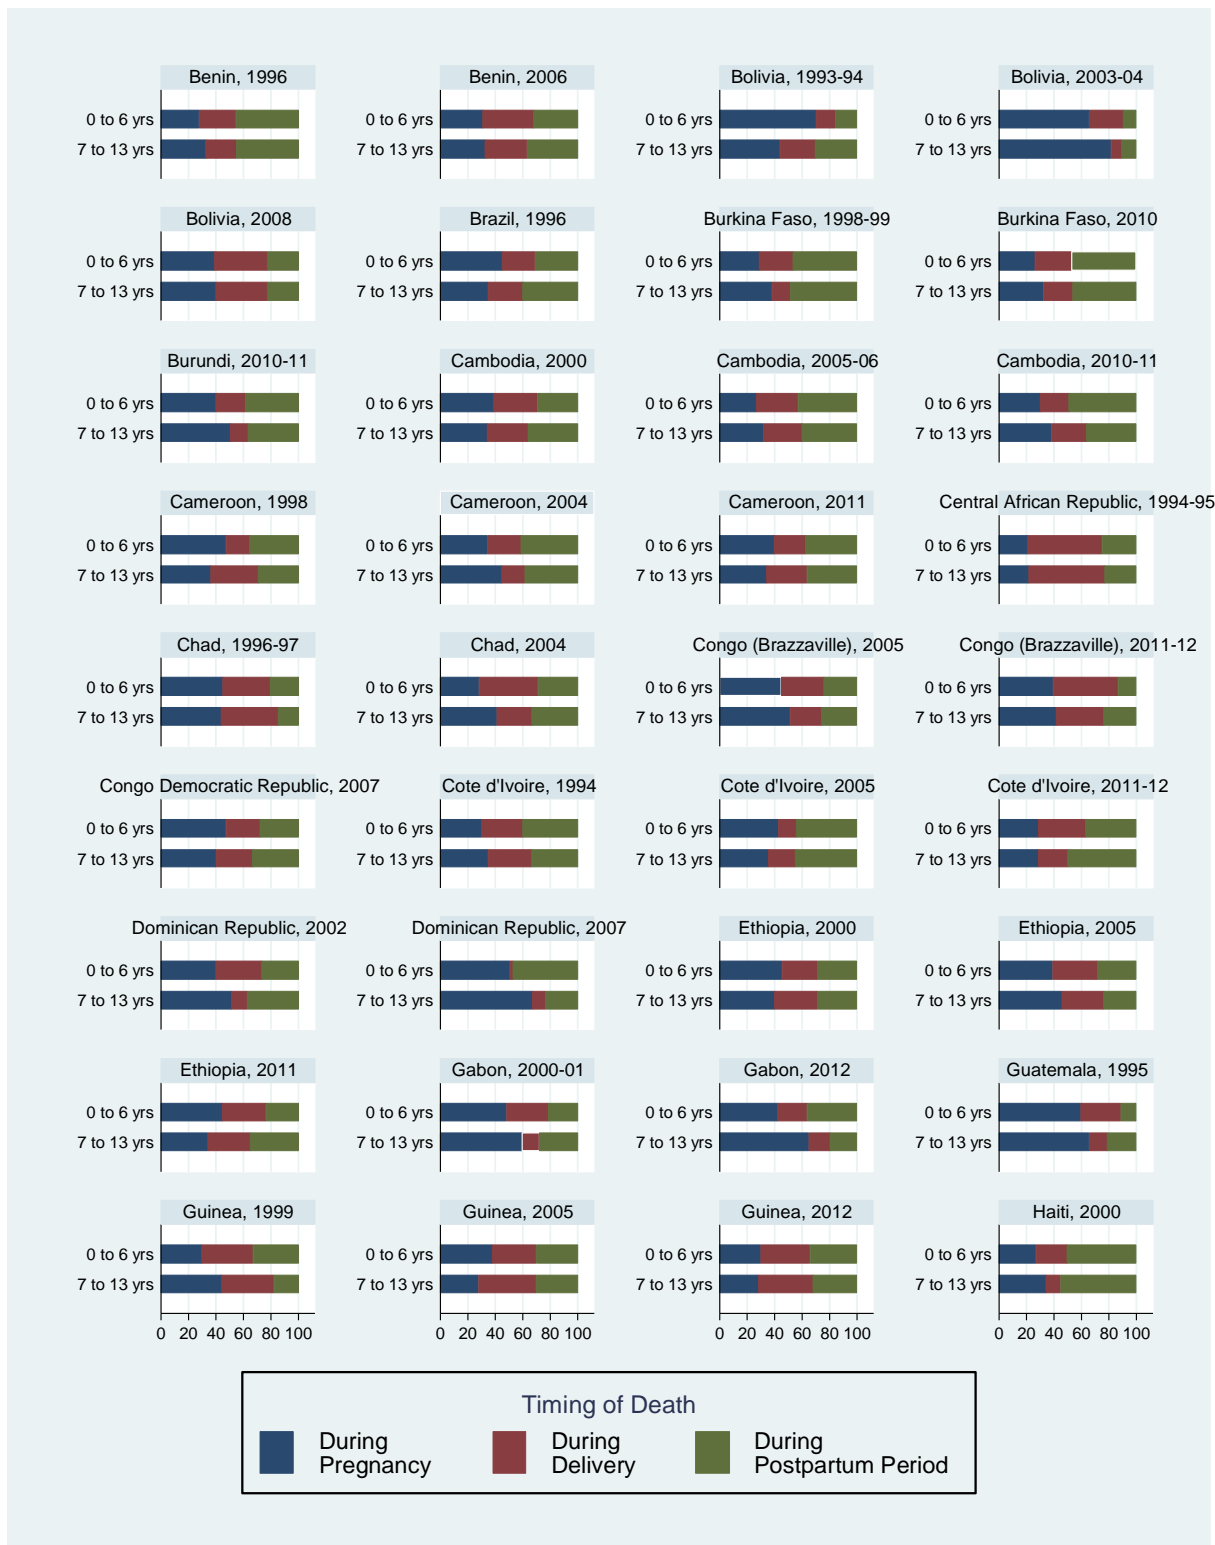 Benin, 1996
Benin, 2006
Bolivia, 1993-94
Bolivia, 2003-04
0 to 6 yrs
0 to 6 yrs
0 to 6 yrs
0 to 6 yrs
7 to 13 yrs
7 to 13 yrs
7 to 13 yrs
7 to 13 yrs
Bolivia, 2008
Brazil, 1996
Burkina Faso, 1998-99
Burkina Faso, 2010
0 to 6 yrs
0 to 6 yrs
0 to 6 yrs
0 to 6 yrs
7 to 13 yrs
7 to 13 yrs
7 to 13 yrs
7 to 13 yrs
Burundi, 2010-11
Cambodia, 2000
Cambodia, 2005-06
Cambodia, 2010-11
0 to 6 yrs
0 to 6 yrs
0 to 6 yrs
0 to 6 yrs
7 to 13 yrs
7 to 13 yrs
7 to 13 yrs
7 to 13 yrs
Cameroon, 1998
Cameroon, 2004
Cameroon, 2011
Central African Republic, 1994-95
0 to 6 yrs
0 to 6 yrs
0 to 6 yrs
0 to 6 yrs
7 to 13 yrs
7 to 13 yrs
7 to 13 yrs
7 to 13 yrs
Chad, 1996-97
Chad, 2004
Congo (Brazzaville), 2005
Congo (Brazzaville), 2011-12
0 to 6 yrs
0 to 6 yrs
0 to 6 yrs
0 to 6 yrs
7 to 13 yrs
7 to 13 yrs
7 to 13 yrs
7 to 13 yrs
Congo Democratic Republic, 2007
Cote d'Ivoire, 1994
Cote d'Ivoire, 2005
Cote d'Ivoire, 2011-12
0 to 6 yrs
0 to 6 yrs
0 to 6 yrs
0 to 6 yrs
7 to 13 yrs
7 to 13 yrs
7 to 13 yrs
7 to 13 yrs
Dominican Republic, 2002
Dominican Republic, 2007
Ethiopia, 2000
Ethiopia, 2005
0 to 6 yrs
0 to 6 yrs
0 to 6 yrs
0 to 6 yrs
7 to 13 yrs
7 to 13 yrs
7 to 13 yrs
7 to 13 yrs
Ethiopia, 2011
Gabon, 2000-01
Gabon, 2012
Guatemala, 1995
0 to 6 yrs
0 to 6 yrs
0 to 6 yrs
0 to 6 yrs
7 to 13 yrs
7 to 13 yrs
7 to 13 yrs
7 to 13 yrs
Guinea, 1999
Guinea, 2005
Guinea, 2012
Haiti, 2000
0 to 6 yrs
0 to 6 yrs
0 to 6 yrs
0 to 6 yrs
7 to 13 yrs
7 to 13 yrs
7 to 13 yrs
7 to 13 yrs
0 20 40 60 80 100
0 20 40 60 80 100
0 20 40 60 80 100
0 20 40 60 80 100
Timing of Death
During
Pregnancy
During
Delivery
During
Postpartum Period